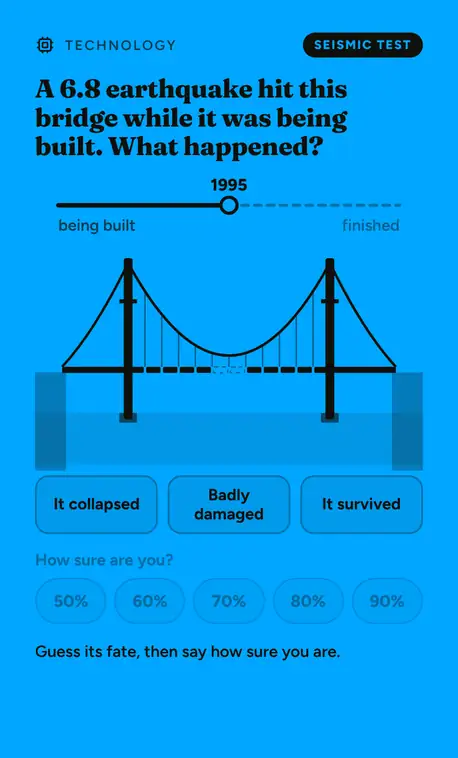 TECHNOLOGY
SEISMIC TEST
A 6.8 earthquake hit this
bridge while it was being
built. What happened?
1995
being built
finished
It collapsed
Badly
damaged
It survived
How sure are you?
50%
60%
70%
80%
90%
Guess its fate, then say how sure you are.